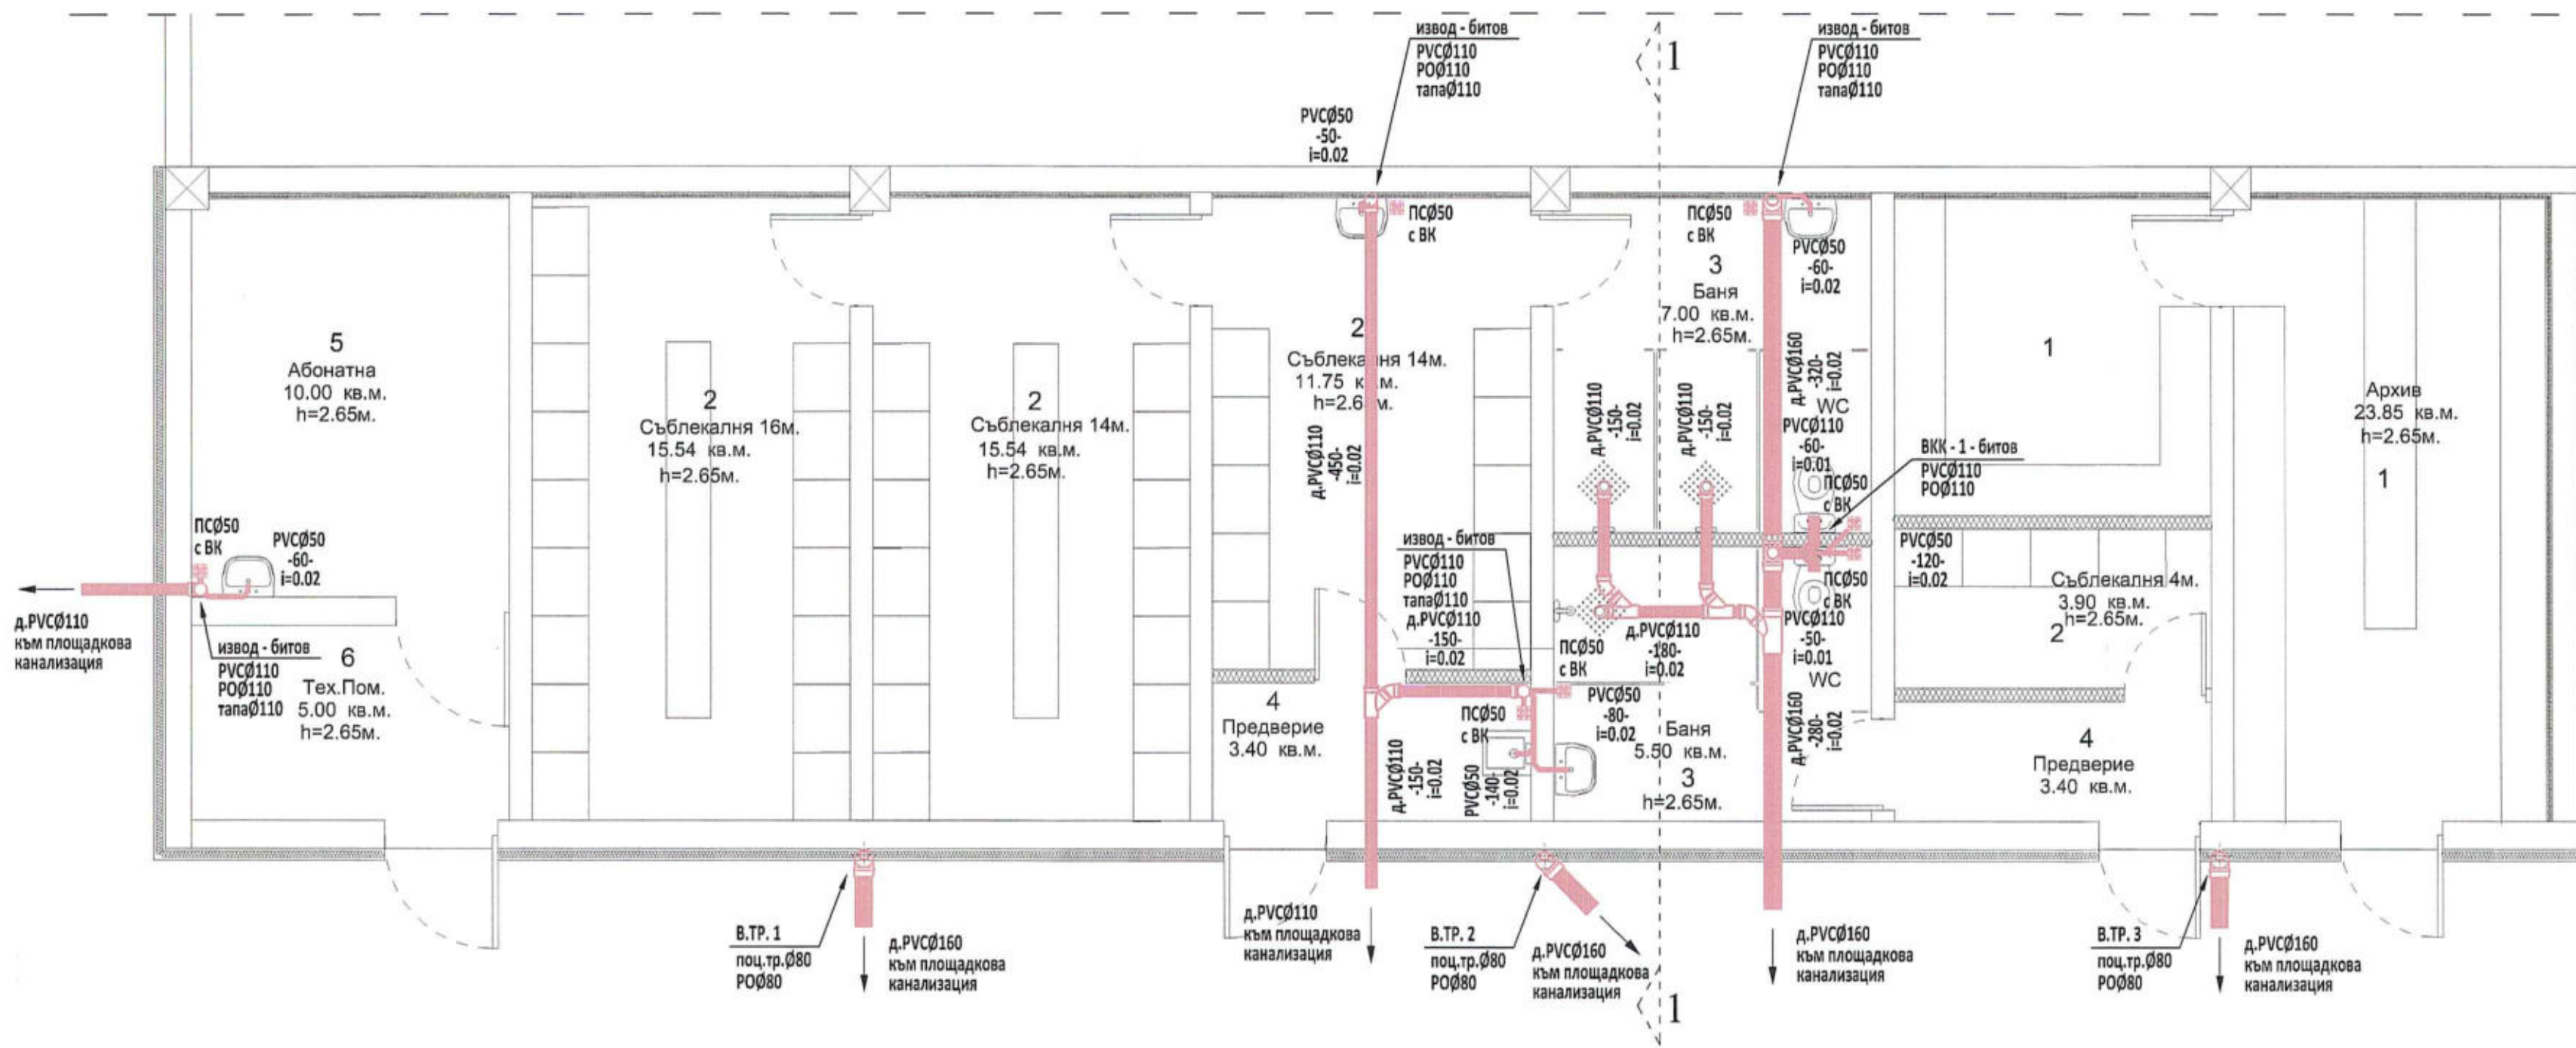 извод - битов
PVCØ110
РОØ110
тапаØ110
1
извод - битов
PVCØ110
РОØ110
тапаØ110
PVCØ50
-50-
i=0.02
ПСØ50
с ВК
ПСØ50
с ВК
PVCØ50
-60-
i=0.02
3
Баня
7.00 кв.м.
h=2.65м.
5
Абонатна
10.00 кв.м.
h=2.65м.
2
Съблекалня 16м.
15.54 кв.м.
h=2.65м.
2
Съблекалня 14м.
15.54 кв.м.
h=2.65м.
2
Съблекалня 14м.
11.75 кв.м.
h=2.65м.
д.PVCØ110
-450-
i=0.02
д.PVCØ110
-150-
i=0.02
д.PVCØ110
-150-
i=0.02
д.PVCØ160
-320-
i=0.02
WC
PVCØ110
-60-
i=0.01
ПСØ50
с ВК
ВКК - 1 - битов
PVCØ110
РОØ110
1
Архив
23.85 кв.м.
h=2.65м.
1
ПСØ50
с ВК
PVCØ50
-60-
i=0.02
д.PVCØ110
към площадкова
канализация
извод - битов
PVCØ110
РОØ110
тапаØ110
6
Тех.Пом.
5.00 кв.м.
h=2.65м.
извод - битов
PVCØ110
РОØ110
тапаØ110
д.PVCØ110
-150-
i=0.02
ПСØ50
с ВК
д.PVCØ110
-180-
i=0.02
ПСØ50
с ВК
PVCØ110
-50-
i=0.01
WC
PVCØ50
-120-
i=0.02
Съблекалня 4м.
3.90 кв.м.
h=2.65м.
2
4
Предверие
3.40 кв.м.
ПСØ50
с ВК
PVCØ50
-80-
i=0.02
д.PVCØ110
-150-
i=0.02
PVCØ50
-140-
i=0.02
Баня
5.50 кв.м.
3
h=2.65м.
д.PVCØ160
-280-
i=0.02
4
Предверие
3.40 кв.м.
В.ТР. 1
поц.тр.Ø80
РОØ80
д.PVCØ160
към площадкова
канализация
д.PVCØ110
към площадкова
канализация
В.ТР. 2
поц.тр.Ø80
РОØ80
д.PVCØ160
към площадкова
канализация
1
д.PVCØ160
към площадкова
канализация
В.ТР. 3
поц.тр.Ø80
РОØ80
д.PVCØ160
към площадкова
канализация